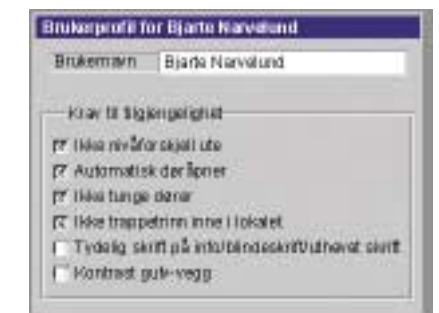 Brukerprofil for Bjarte Narvelund
Brukernavn Bjarte Narvelund
Krav til tilgjengelighet
Ikke nivåforskjell ute
Automatisk døråpner
Ikke tunge dører
Ikke trappetrinn inne i lokalet
Tydelig skrift på info/blindeskrift/uthevet skrift
Kontrast gulv-vegg